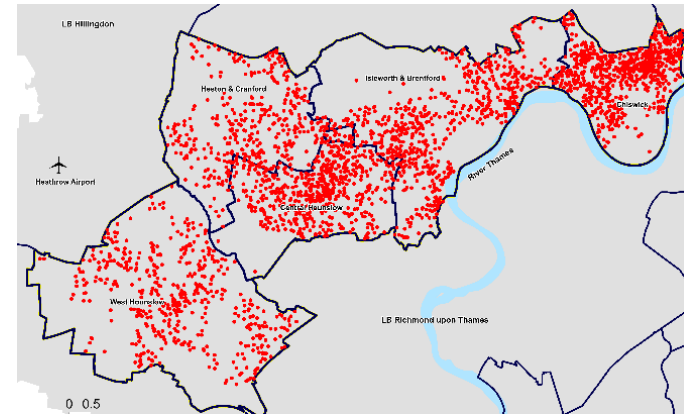 LB Hillingdon
Isleworth & Brentford
Heston & Cranford
Chiswick
River Thames
Heathrow Airport
Central Hounslow
West Hounslow
LB Richmond upon Thames
0 0.5